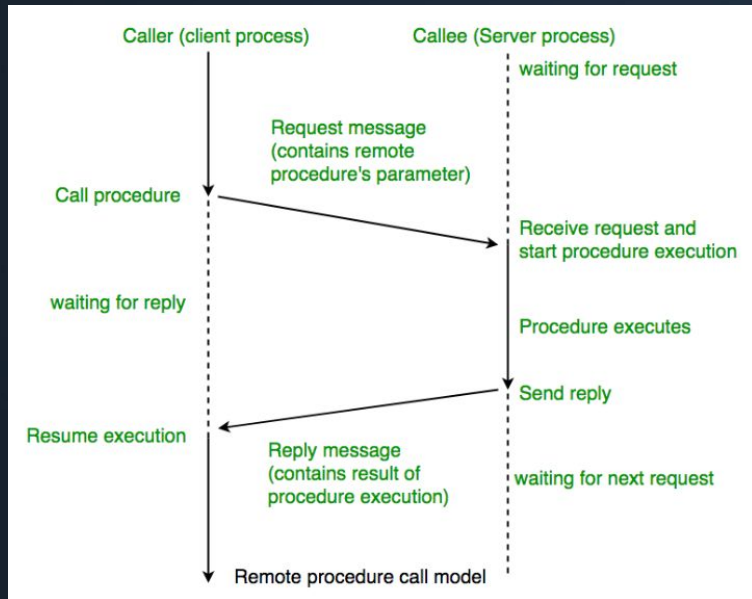 Caller (client process)
Callee (Server process)
waiting for request
Request message
(contains remote
procedure's parameter)
Call procedure
Receive request and
start procedure execution
waiting for reply
Procedure executes
Send reply
Resume execution
Reply message
(contains result of
procedure execution)
waiting for next request
Remote procedure call model